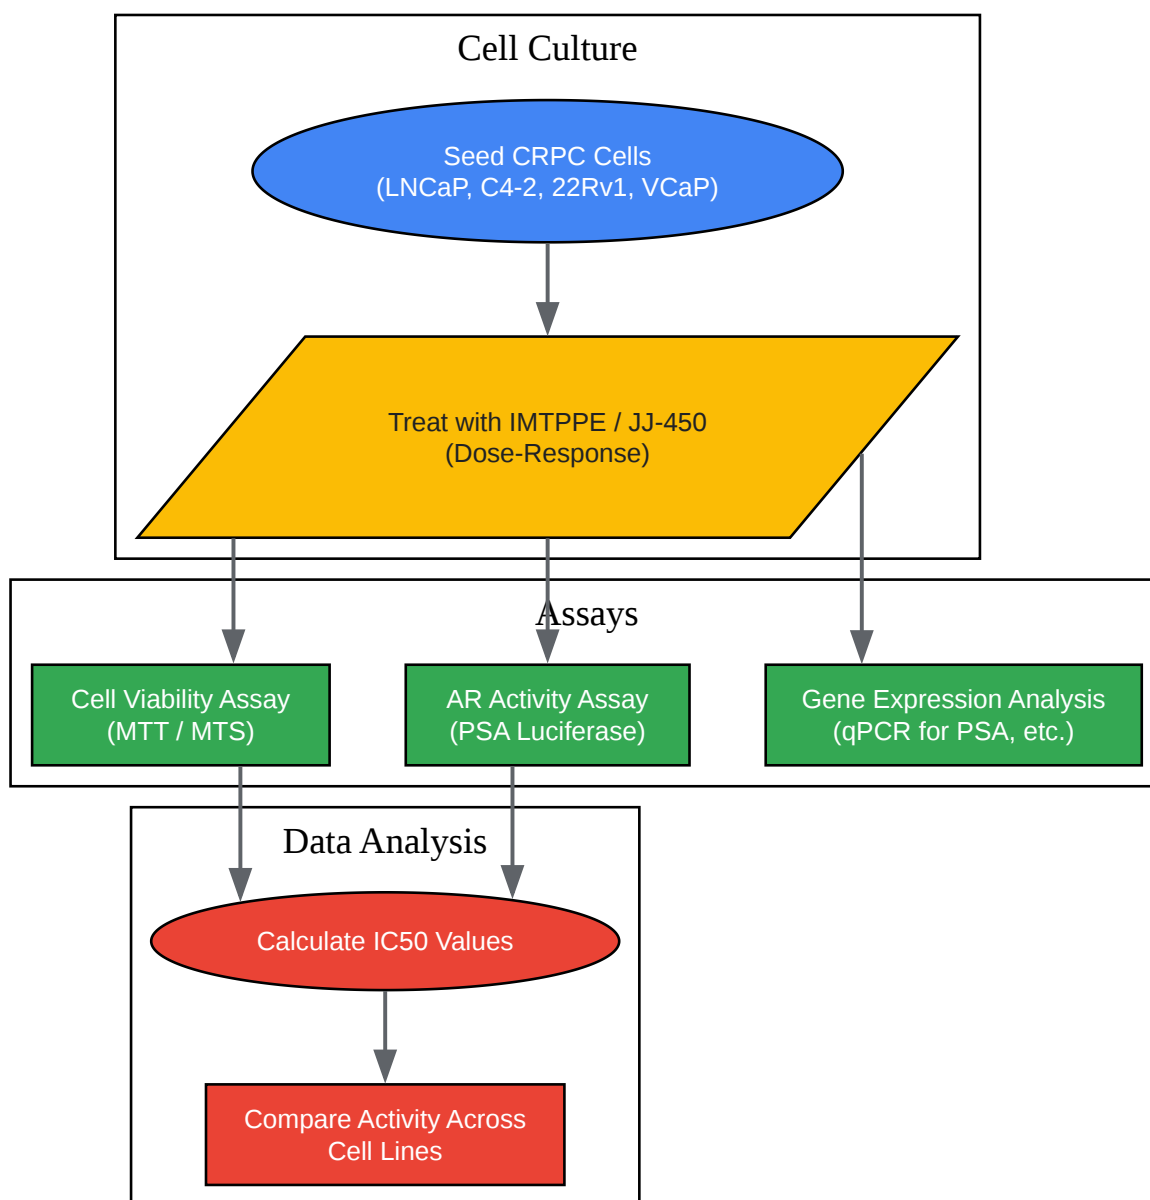 Cell Culture
Seed CRPC Cells
(LNCaP, C4-2, 22Rv1, VCaP)
Treat with IMTPPE / JJ-450
(Dose-Response)
Assays
Cell Viability Assay
(MTT / MTS)
AR Activity Assay
(PSA Luciferase)
Gene Expression Analysis
(qPCR for PSA, etc.)
Data Analysis
Calculate IC50 Values
Compare Activity Across
Cell Lines